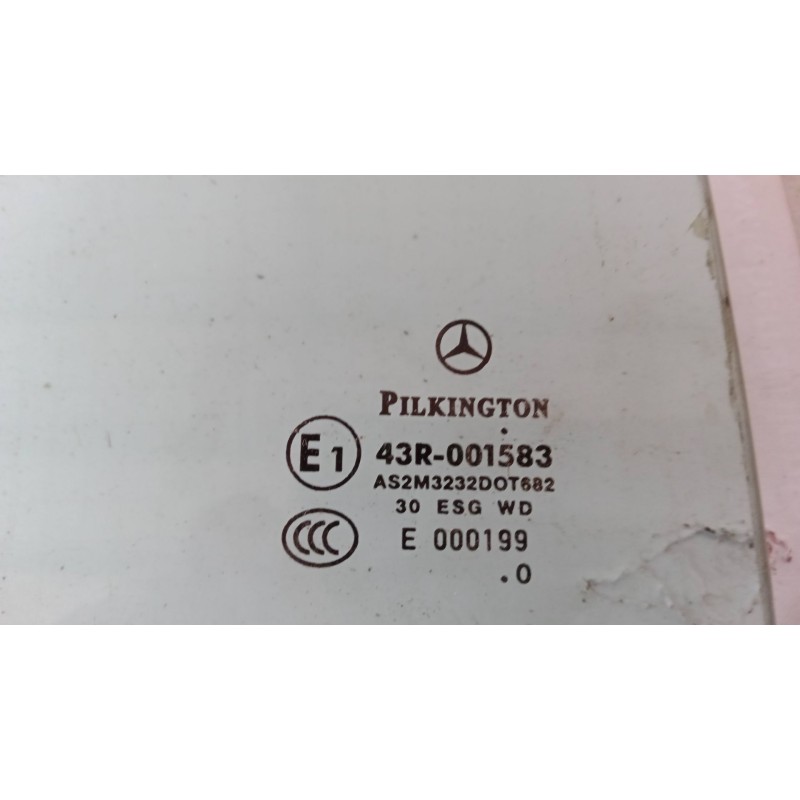 PILKINGTON
E1 43R-001583
AS2M3232DOT682
30 ESG WD
CCC E 000199
.0